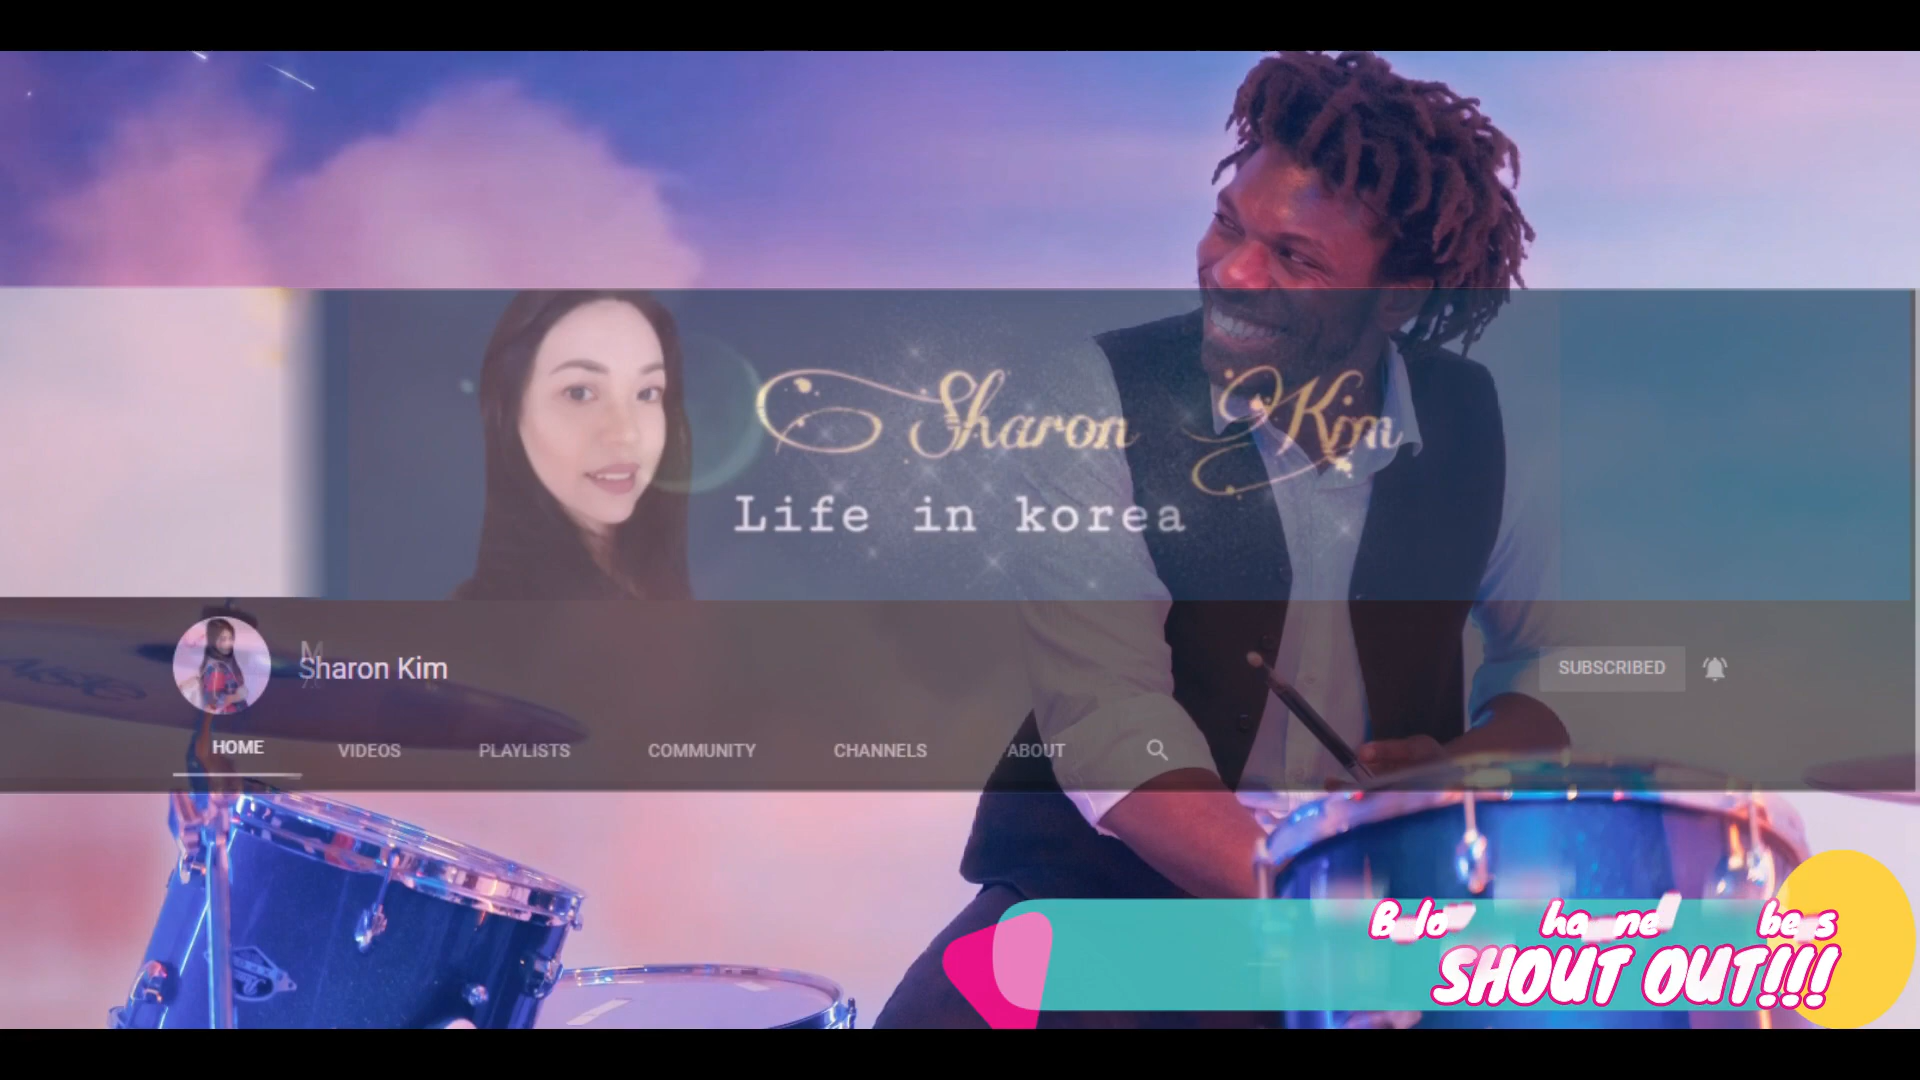 Sharon Kim
Life in korea
Sharon Kim
SUBSCRIBED
HOME VIDEOS PLAYLISTS COMMUNITY CHANNELS ABOUT
SHOUT OUT!!!